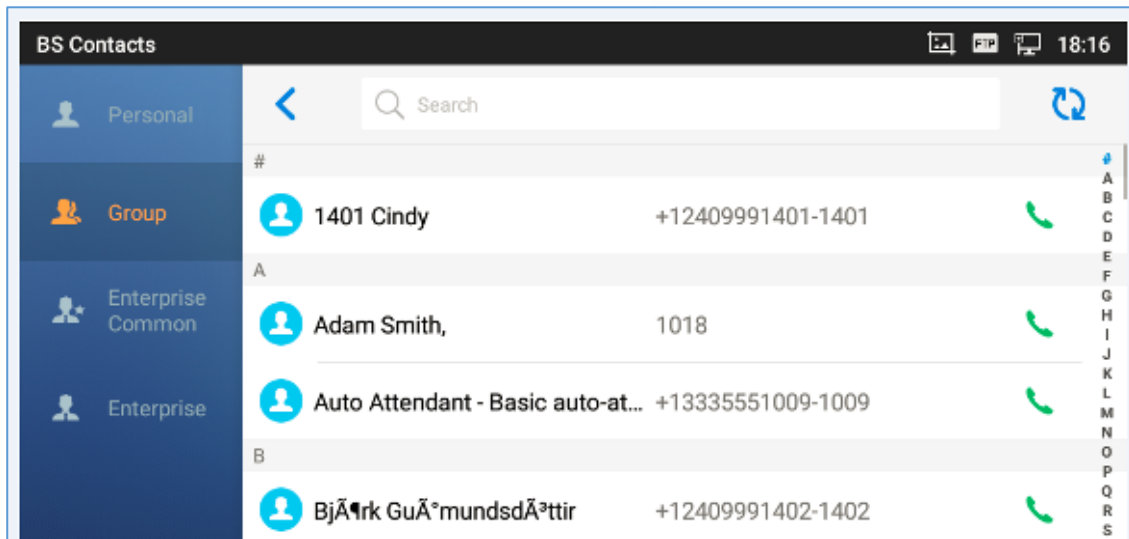 BS Contacts
FTP
18:16
Personal
Group
Enterprise
Common
Enterprise
Search
#
1401 Cindy +12409991401-1401
A
Adam Smith, 1018
Auto Attendant - Basic auto-at... +13335551009-1009
B
BjÃ¶rk GuÃ°mundsdÃ³ttir +12409991402-1402
#
A
B
C
D
E
F
G
H
I
J
K
L
M
N
O
P
Q
R
S